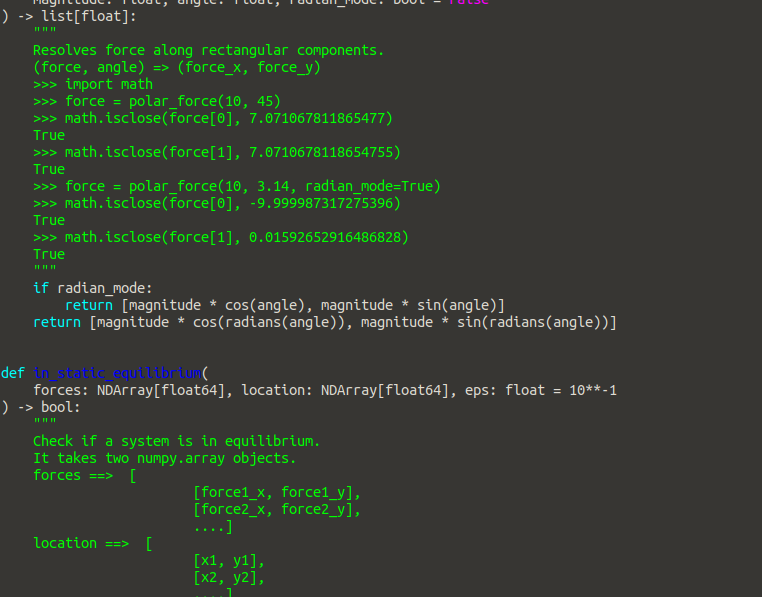 magnitude: float, angle: float, radian_mode: bool = False
) -> list[float]:
    """
    Resolves force along rectangular components.
    (force, angle) => (force_x, force_y)
    >>> import math
    >>> force = polar_force(10, 45)
    >>> math.isclose(force[0], 7.071067811865477)
    True
    >>> math.isclose(force[1], 7.0710678118654755)
    True
    >>> force = polar_force(10, 3.14, radian_mode=True)
    >>> math.isclose(force[0], -9.999987317275396)
    True
    >>> math.isclose(force[1], 0.01592652916486828)
    True
    """
    if radian_mode:
        return [magnitude * cos(angle), magnitude * sin(angle)]
    return [magnitude * cos(radians(angle)), magnitude * sin(radians(angle))]
def in_static_equilibrium(
    forces: NDArray[float64], location: NDArray[float64], eps: float = 10**-1
) -> bool:
    """
    Check if a system is in equilibrium.
    It takes two numpy.array objects.
    forces ==>  [
                        [force1_x, force1_y],
                        [force2_x, force2_y],
                        ....]
    location ==>  [
                        [x1, y1],
                        [x2, y2],
                        ....]